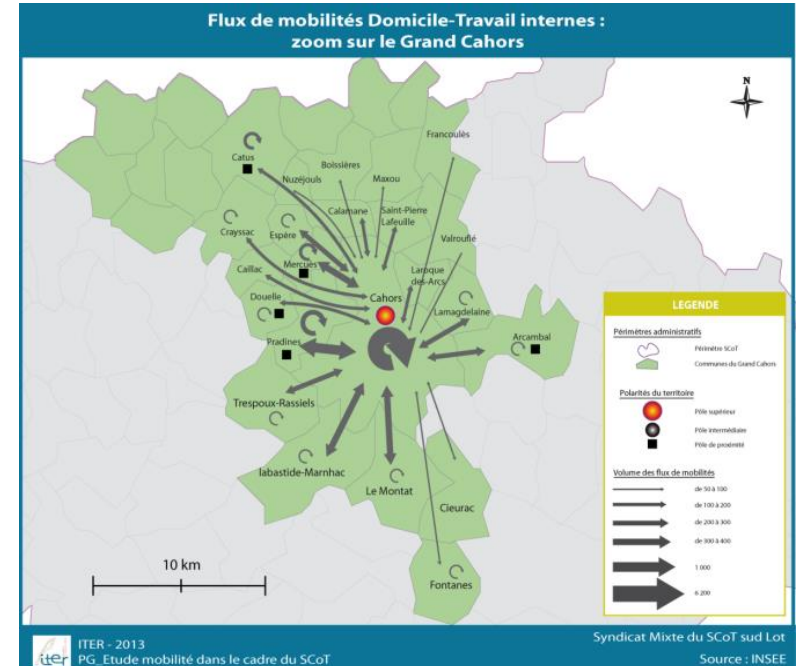 Flux de mobilités Domicile-Travail internes :
zoom sur le Grand Cahors
N
Francoulès
Catus
Boissières
Nuzéjouls
Maxou
Calamane
Saint-Pierre
Lafeuille
Crayssac
Espère
Valroufié
Mercuès
Caillac
Laroque
des-Arcs
Douelle
Cahors
Lamagdelaine
Arcambal
Pradines
Trespoux-Rassiels
labastide-Marnhac
Le Montat
Cieurac
Fontanes
10 km
LEGENDE
Périmètres administratifs
Périmètre SCoT
Communes du Grand Cahors
Polarités du territoire
Pôle supérieur
Pôle intermédiaire
Pôle de proximité
Volume des flux de mobilités
de 50 à 100
de 100 à 200
de 200 à 300
de 300 à 400
1 000
6 200
iter
ITER - 2013
PG_Etude mobilité dans le cadre du SCoT
Syndicat Mixte du SCoT sud Lot
Source : INSEE